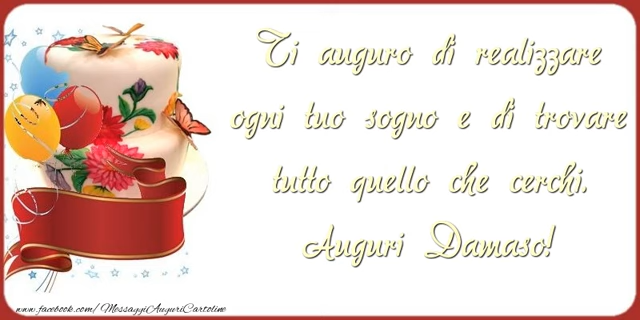 Ti auguro di realizzare
ogni tuo sogno e di trovare
tutto quello che cerchi.
Auguri Damaso!
www.facebook.com/MessaggiAuguriCartoline